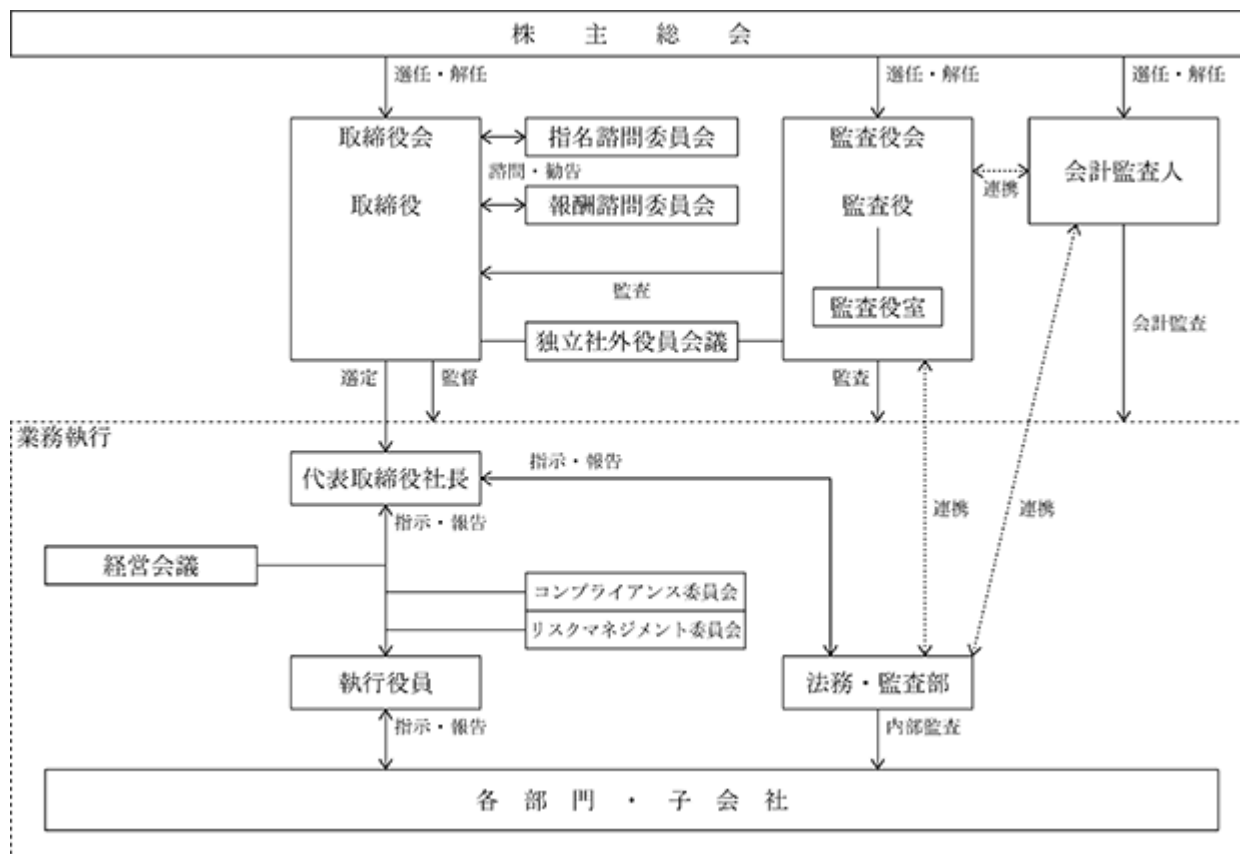 株主総会
選任・解任
選任・解任
選任・解任
取締役会
指名諮問委員会
監査役会
会計監査人
諮問・勧告
連携
取締役
報酬諮問委員会
監査役
監査
監査役室
独立社外役員会議
会計監査
選定
監督
監査
業務執行
代表取締役社長
指示・報告
指示・報告
連携
連携
経営会議
コンプライアンス委員会
リスクマネジメント委員会
執行役員
法務・監査部
指示・報告
内部監査
各部門・子会社